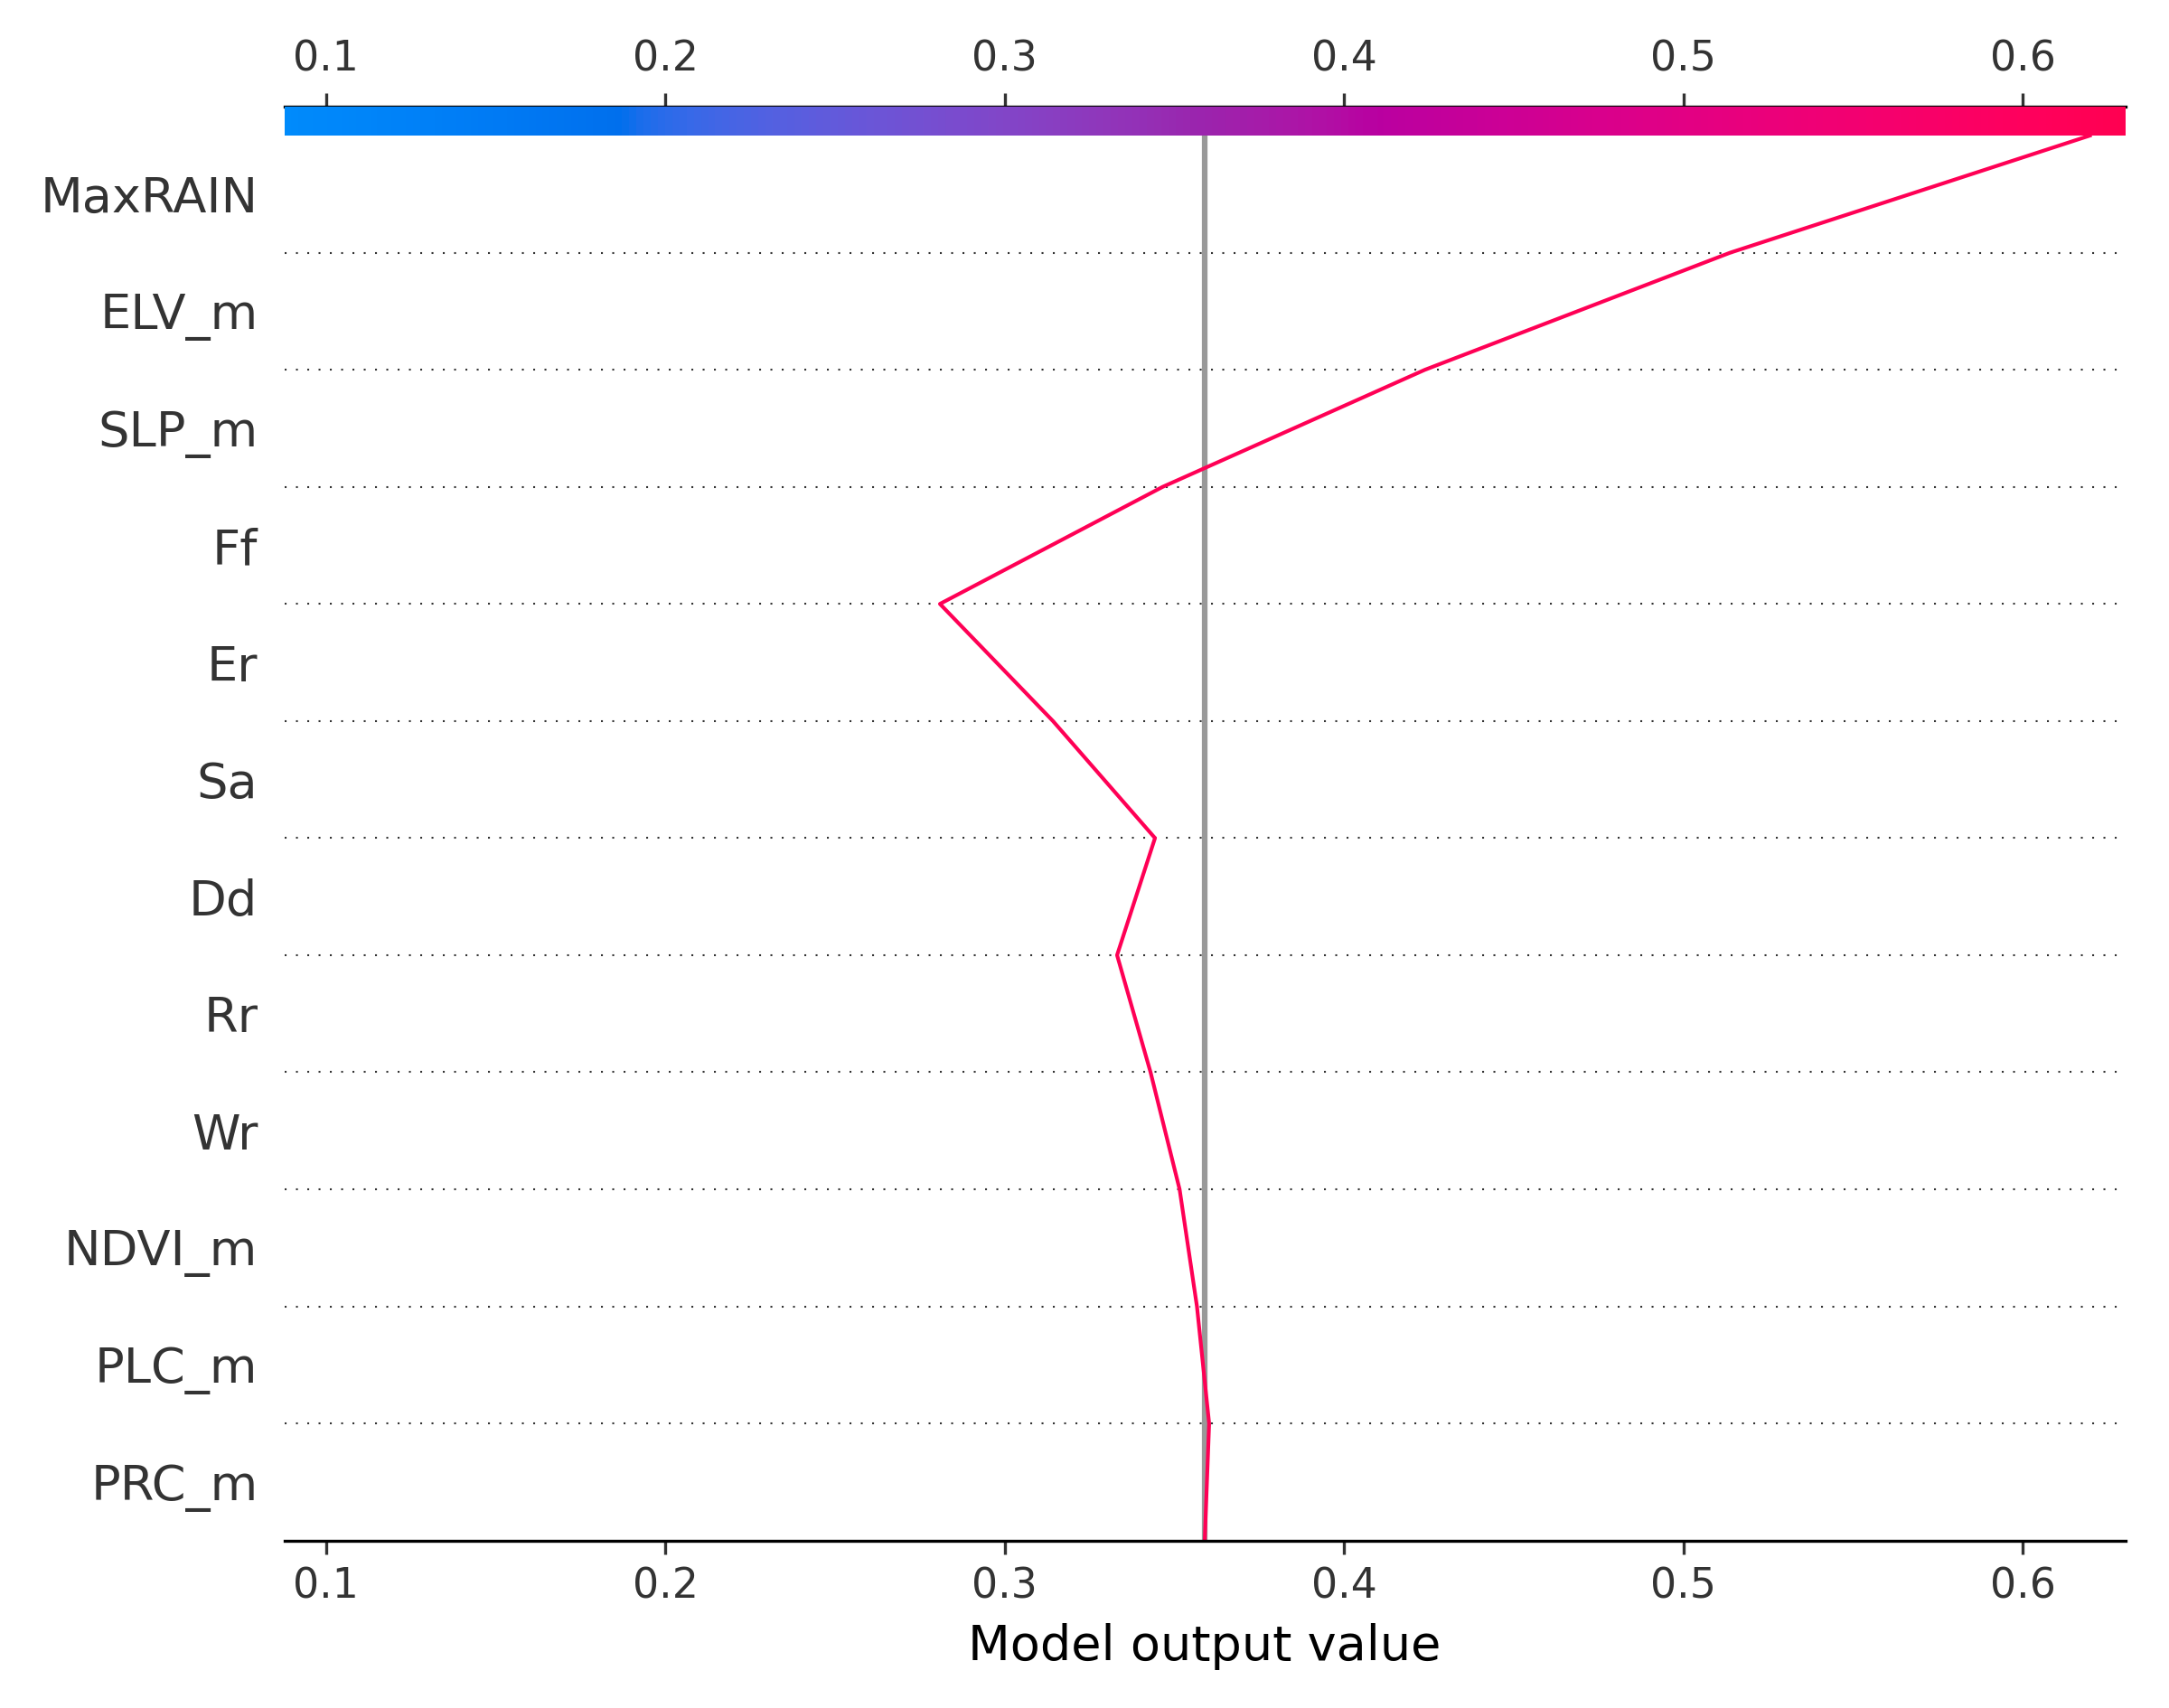 0.1 0.2 0.3 0.4 0.5 0.6
MaxRAIN
ELV_m
SLP_m
Ff
Er
Sa
Dd
Rr
Wr
NDVI_m
PLC_m
PRC_m
0.1 0.2 0.3 0.4 0.5 0.6
Model output value